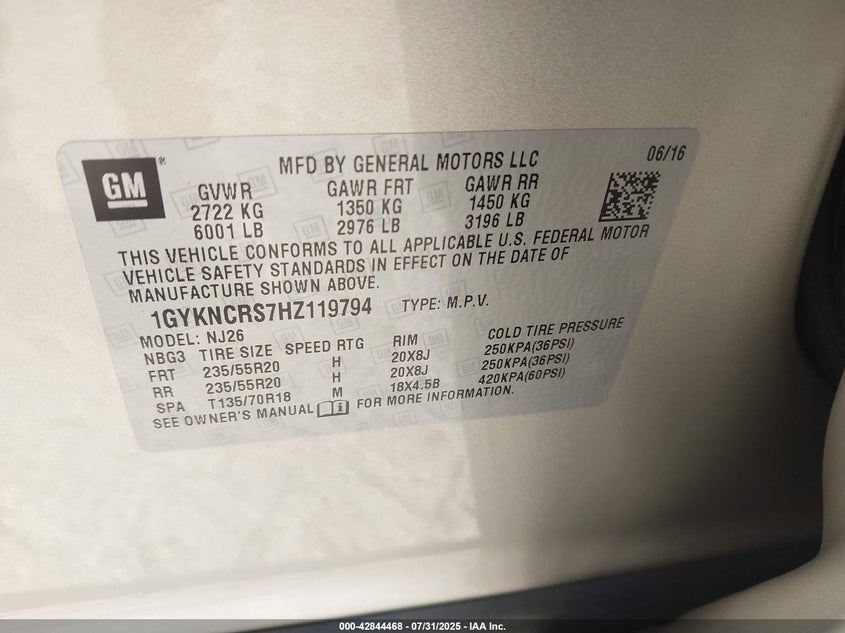 GM ®
MFD BY GENERAL MOTORS LLC 06/16
GVWR GAWR FRT GAWR RR
2722 KG 1350 KG 1450 KG
6001 LB 2976 LB 3196 LB
THIS VEHICLE CONFORMS TO ALL APPLICABLE U.S. FEDERAL MOTOR
VEHICLE SAFETY STANDARDS IN EFFECT ON THE DATE OF
MANUFACTURE SHOWN ABOVE.
1GYKNCRS7HZ119794 TYPE: M.P.V.
MODEL: NJ26
NBG3 TIRE SIZE SPEED RTG RIM COLD TIRE PRESSURE
FRT 235/55R20 H 20X8J 250KPA(36PSI)
RR 235/55R20 H 20X8J 250KPA(36PSI)
SPA T135/70R18 M 18X4.5B 420KPA(60PSI)
SEE OWNER'S MANUAL FOR MORE INFORMATION.
000-42844468 - 07/31/2025 - IAA Inc.